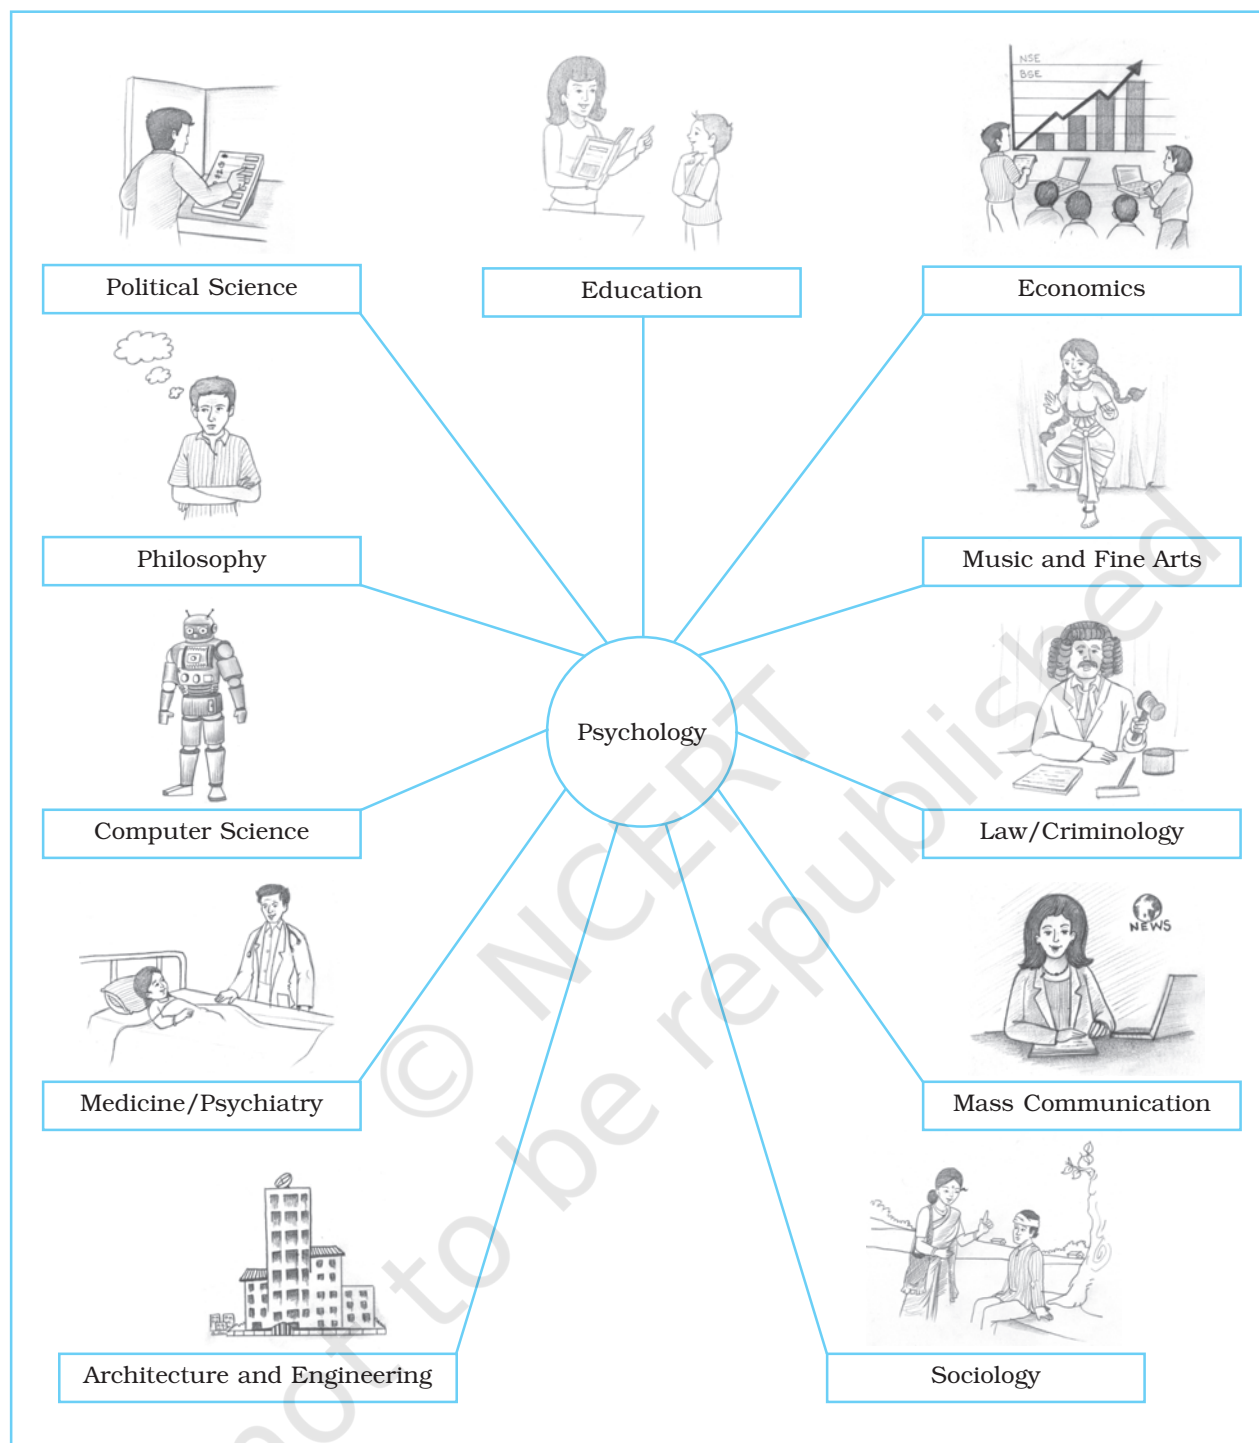 NSE
BSE
Political Science
Education
Economics
Philosophy
Music and Fine Arts
Psychology
Computer Science
Law/Criminology
NEWS
Medicine/Psychiatry
Mass Communication
Architecture and Engineering
Sociology
© NCERT
not to be republished